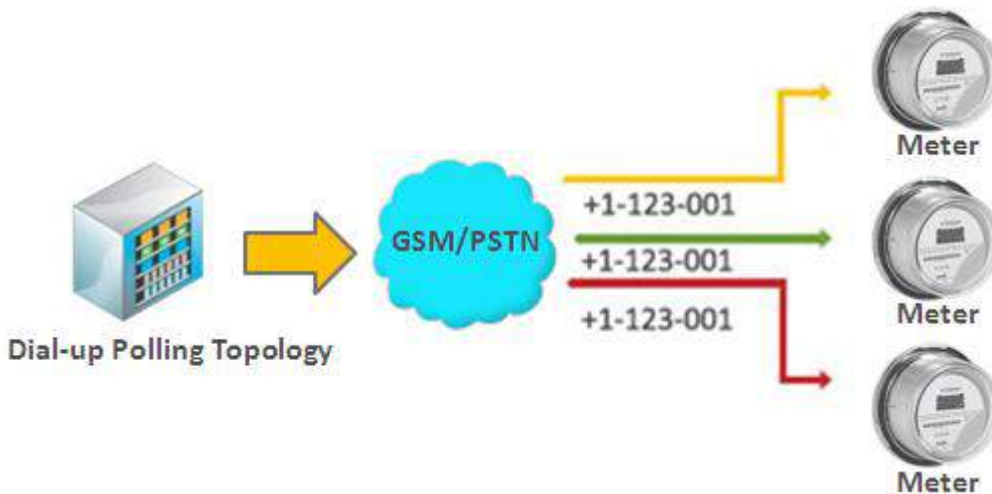 Meter
+1-123-001
GSM/PSTN
+1-123-001
Meter
+1-123-001
Dial-up Polling Topology
Meter